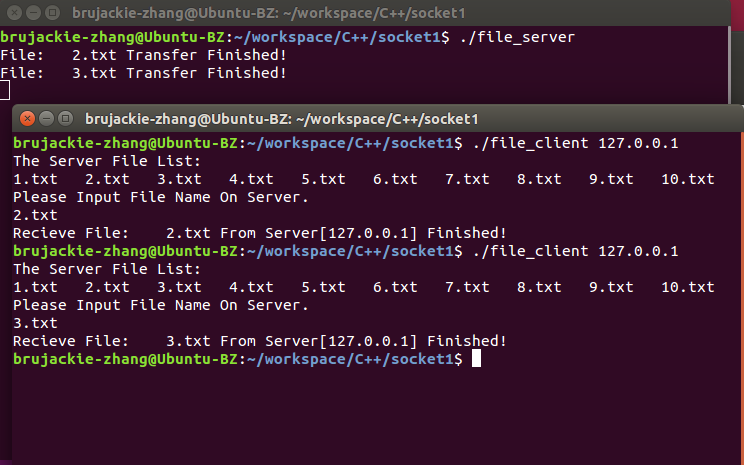 brujackie-zhang@Ubuntu-BZ: ~/workspace/C++/socket1
brujackie-zhang@Ubuntu-BZ:~/workspace/C++/socket1$ ./file_server
File:   2.txt Transfer Finished!
File:   3.txt Transfer Finished!
brujackie-zhang@Ubuntu-BZ: ~/workspace/C++/socket1
brujackie-zhang@Ubuntu-BZ:~/workspace/C++/socket1$ ./file_client 127.0.0.1
The Server File List:
1.txt   2.txt   3.txt   4.txt   5.txt   6.txt   7.txt   8.txt   9.txt   10.txt
Please Input File Name On Server.
2.txt
Recieve File:    2.txt From Server[127.0.0.1] Finished!
brujackie-zhang@Ubuntu-BZ:~/workspace/C++/socket1$ ./file_client 127.0.0.1
The Server File List:
1.txt   2.txt   3.txt   4.txt   5.txt   6.txt   7.txt   8.txt   9.txt   10.txt
Please Input File Name On Server.
3.txt
Recieve File:    3.txt From Server[127.0.0.1] Finished!
brujackie-zhang@Ubuntu-BZ:~/workspace/C++/socket1$